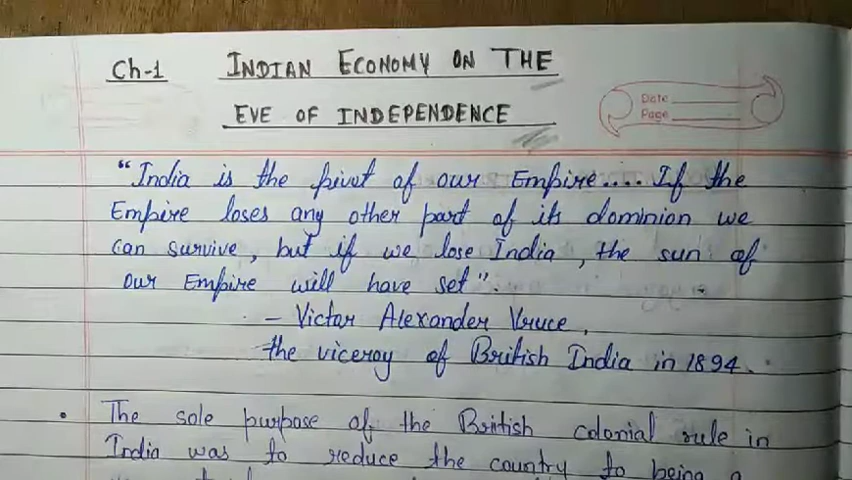 Ch-1 INDIAN ECONOMY ON THE
EVE OF INDEPENDENCE
Date
Page
"India is the pivot of our Empire.... If the
Empire loses any other part of its dominion we
can survive, but if we lose India, the sun of
our Empire will have set".
- Victor Alexander Vruce,
the viceroy of British India in 1894.
• The sole purpose of the British colonial rule in
India was to reduce the country to being a